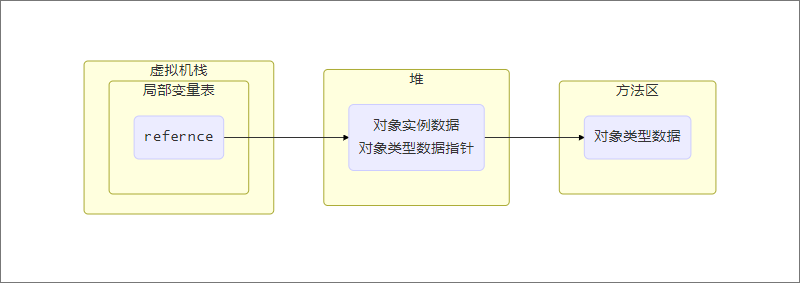 虚拟机栈
局部变量表
refernce
堆
对象实例数据
对象类型数据指针
方法区
对象类型数据